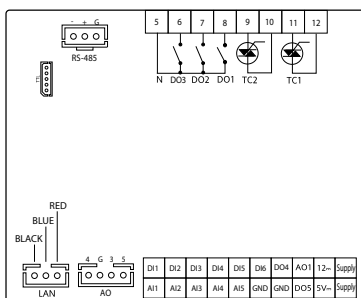 - + G
RS-485
5 6 7 8 9 10 11 12
N DO3 DO2 DO1 TC2 TC1
RED
BLUE
BLACK
LAN
4 G 3 5
AO
DI1 DI2 DI3 DI4 DI5 DI6 DO4 AO1 12⎓ Supply
AI1 AI2 AI3 AI4 AI5 GND GND DO5 5V⎓ Supply